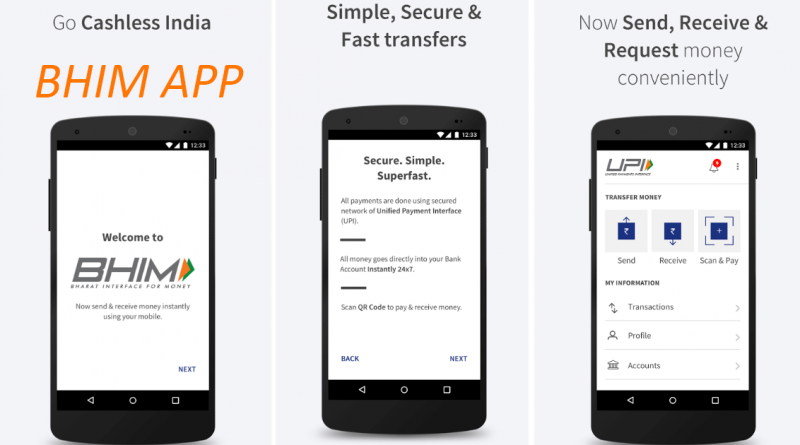 Go Cashless India
BHIM APP
12:33
Welcome to
BHIM
BHARAT INTERFACE FOR MONEY
Now send & receive money instantly
using your mobile.
NEXT
Simple, Secure &
Fast transfers
12:33
Secure. Simple.
Superfast.
All payments are done using secured
network of Unified Payment Interface
(UPI).
All money goes directly into your Bank
Account Instantly 24x7.
Scan QR Code to pay & receive money.
BACK NEXT
Now Send, Receive &
Request money
conveniently
12:33
UPI
UNIFIED PAYMENTS INTERFACE
TRANSFER MONEY
₹ ₹
Send Receive Scan & Pay
MY INFORMATION
Transactions
Profile
Accounts